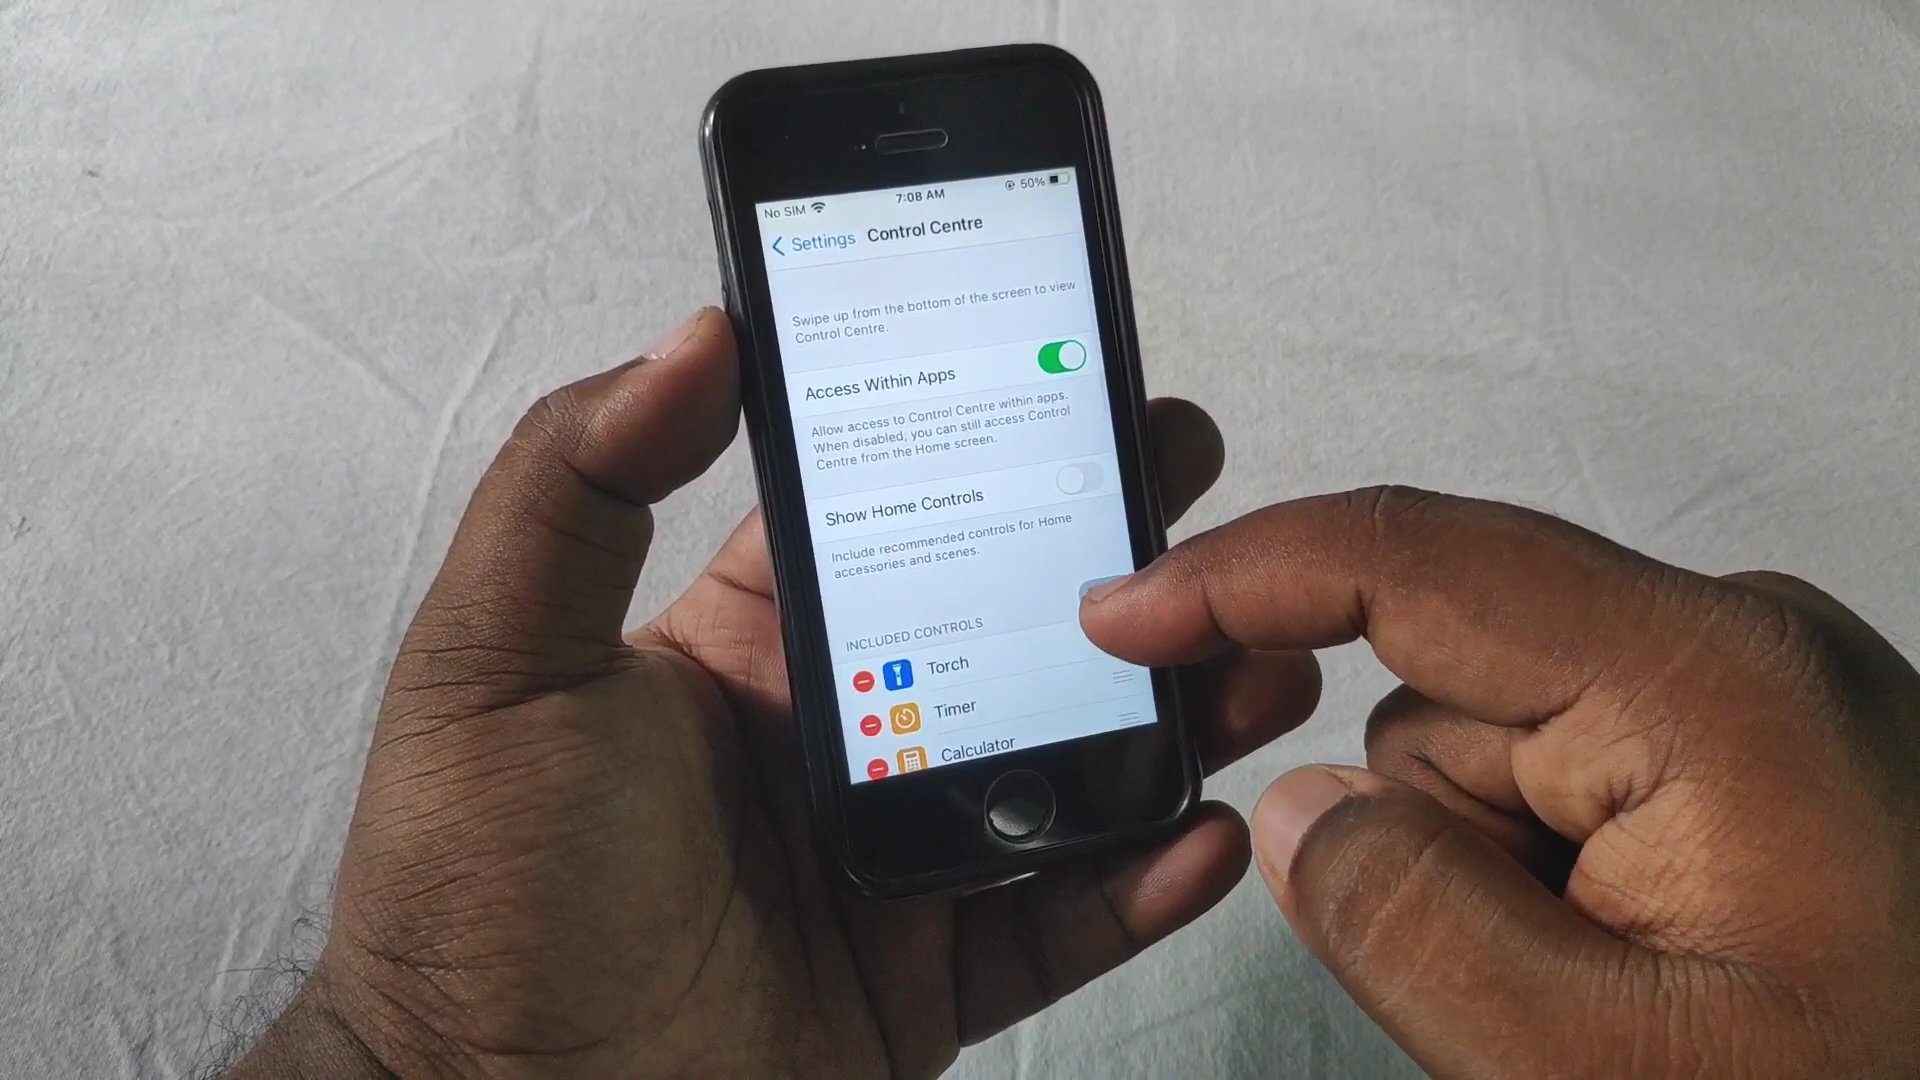 No SIM 7:08 AM 50%
Settings Control Centre
Swipe up from the bottom of the screen to view
Control Centre.
Access Within Apps
Allow access to Control Centre within apps.
When disabled, you can still access Control
Centre from the Home screen.
Show Home Controls
Include recommended controls for Home
accessories and scenes.
INCLUDED CONTROLS
Torch
Timer
Calculator